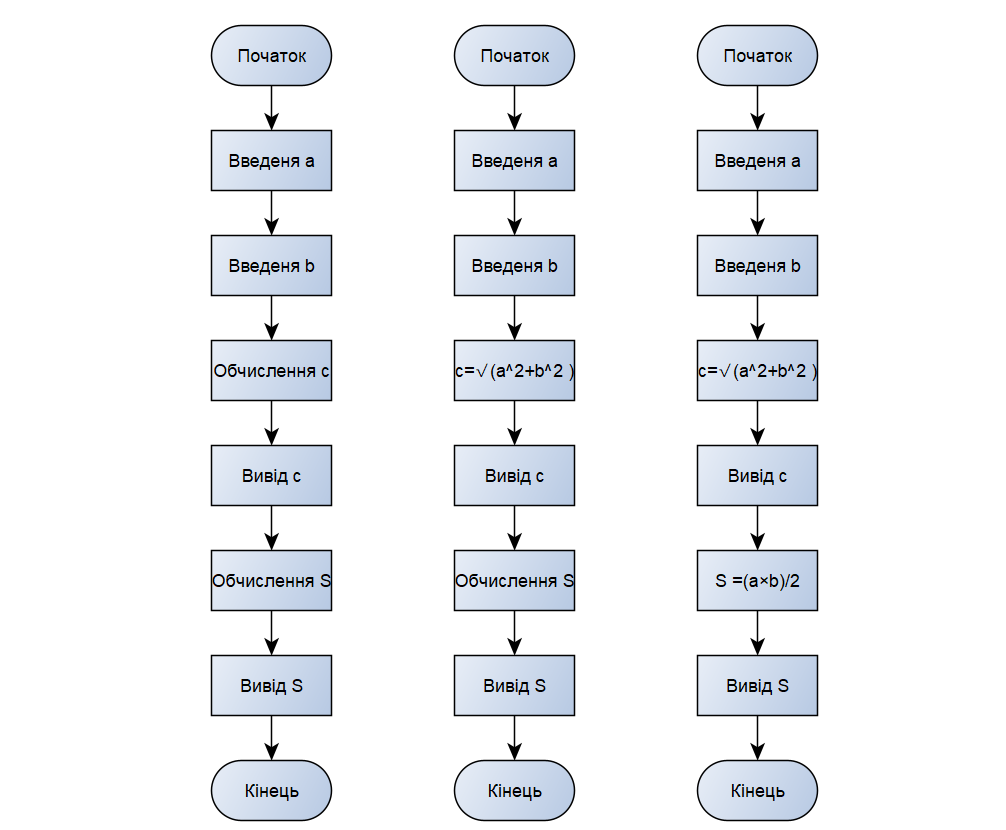 Початок
Введеня a
Введеня b
Обчислення c
Вивід c
Обчислення S
Вивід S
Кінець
Початок
Введеня a
Введеня b
c=√(a^2+b^2 )
Вивід c
Обчислення S
Вивід S
Кінець
Початок
Введеня a
Введеня b
c=√(a^2+b^2 )
Вивід c
S =(a×b)/2
Вивід S
Кінець